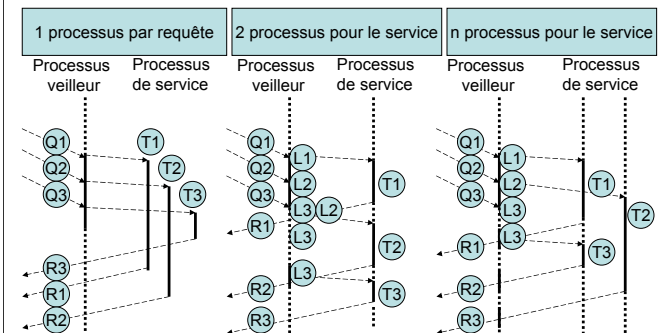 1 processus par requête
2 processus pour le service
n processus pour le service
Processus veilleur
Processus de service
Processus veilleur
Processus de service
Processus veilleur
Processus de service
Q1
T1
Q2
T2
Q3
T3
R3
R1
R2
Q1
L1
Q2
L2
T1
Q3
L3
L2
R1
L3
T2
L3
R2
T3
R3
Q1
L1
Q2
L2
T1
Q3
L3
T2
L3
R1
T3
R2
R3